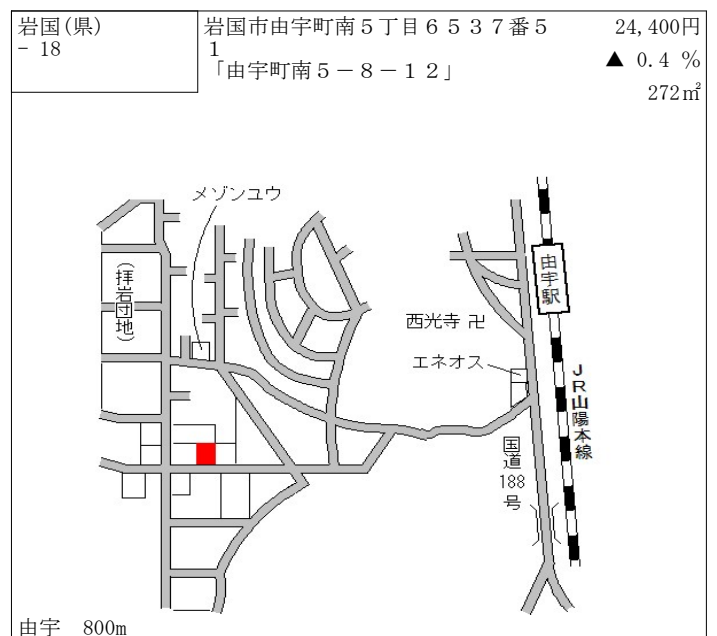 岩国(県)
- 18
岩国市由宇町南５丁目６５３７番５
１
「由宇町南５－８－１２」
24,400円
▲ 0.4 %
272㎡
メゾンユウ
(拝岩団地)
由宇駅
西光寺 卍
エネオス
JR山陽本線
国道
188
号
由宇　800m